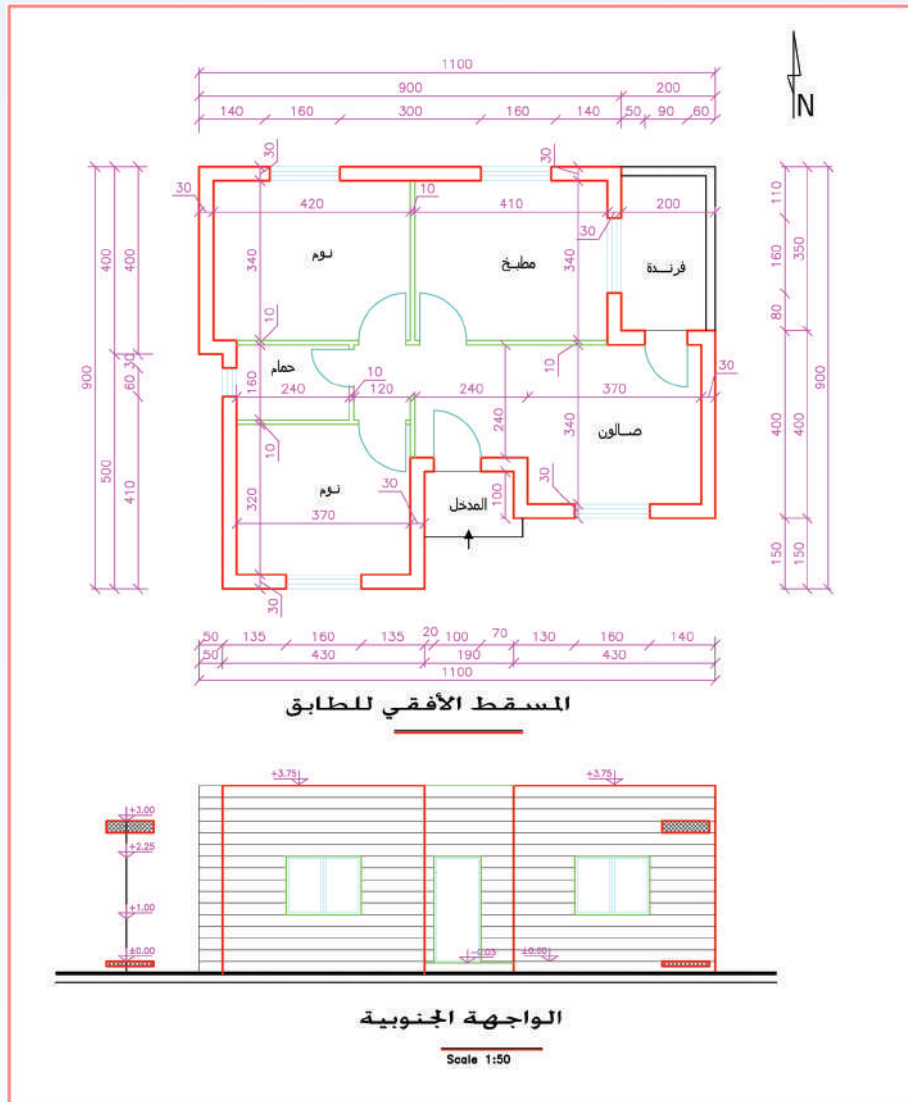 1100
900 200
140 160 300 160 140 50 90 60
N
30 30
30 10
420 410 200
30
110
400 400 340 نوم مطبخ 340 فرندة 160 350
10 80
900 30 160 حمام 10 10 30 900
60 240 120 240 370
10 240 340 صالون 400 400
500 410 320 نوم 30 30
370 100 المدخل
150 150
30
50 135 160 135 20 100 70 130 160 140
50 430 190 430
1100
المسقط الأفقي للطابق
+3.75 +3.75
+3.00
+2.25
+1.00
±0.00 -0.03 ±0.00
الواجهة الجنوبية
Scale 1:50